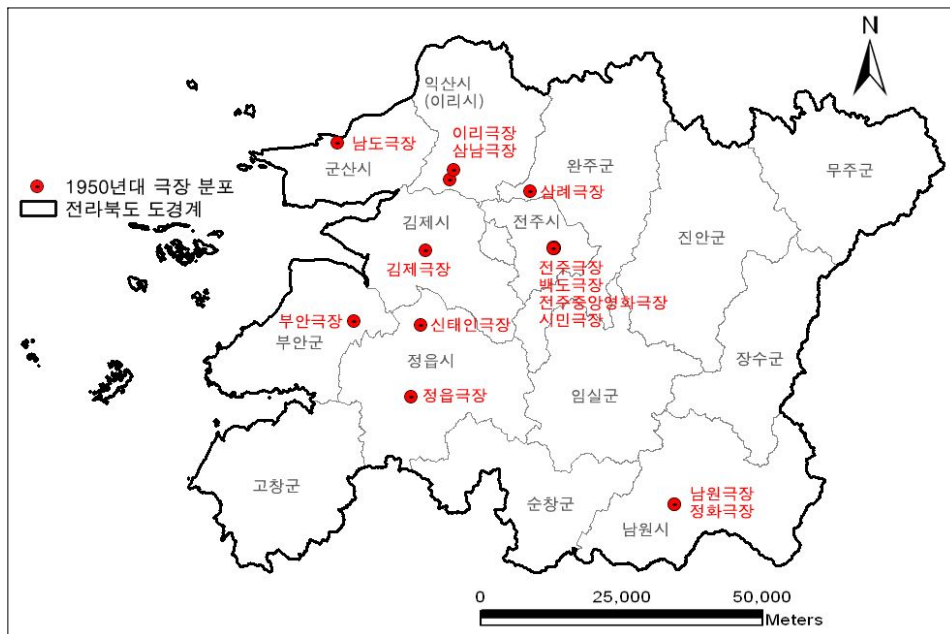 N
익산시
(이리시)
이리극장
삼남극장
남도극장
군산시
완주군
무주군
1950년대 극장 분포
전라북도 도경계
삼례극장
김제시
전주시
진안군
김제극장
전주극장
백도극장
전주중앙영화극장
시민극장
부안극장
부안군
신태인극장
정읍시
장수군
정읍극장
임실군
고창군
순창군
남원극장
정화극장
남원시
0 25,000 50,000
Meters